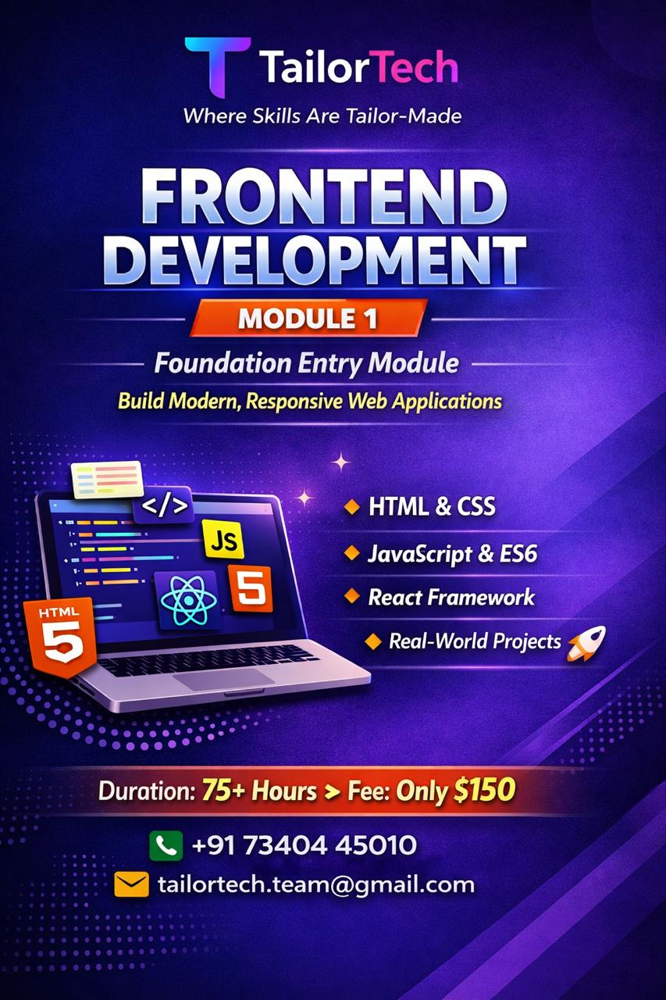 TailorTech
Where Skills Are Tailor-Made
FRONTEND
DEVELOPMENT
MODULE 1
Foundation Entry Module
Build Modern, Responsive Web Applications
</>
JS
5
HTML
5
HTML & CSS
JavaScript & ES6
React Framework
Real-World Projects
Duration: 75+ Hours > Fee: Only $150
+91 73404 45010
tailortech.team@gmail.com